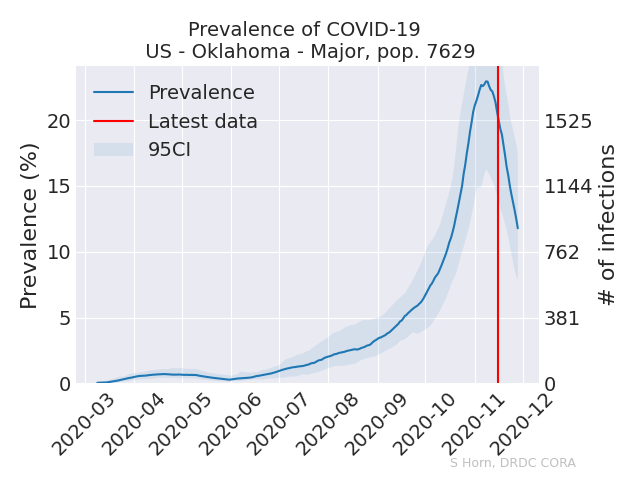 Prevalence of COVID-19
US - Oklahoma - Major, pop. 7629
Prevalence
Latest data
95CI
Prevalence (%)
20
15
10
5
0
1525
1144
762
381
0
# of infections
2020-03
2020-04
2020-05
2020-06
2020-07
2020-08
2020-09
2020-10
2020-11
2020-12
S Horn, DRDC CORA